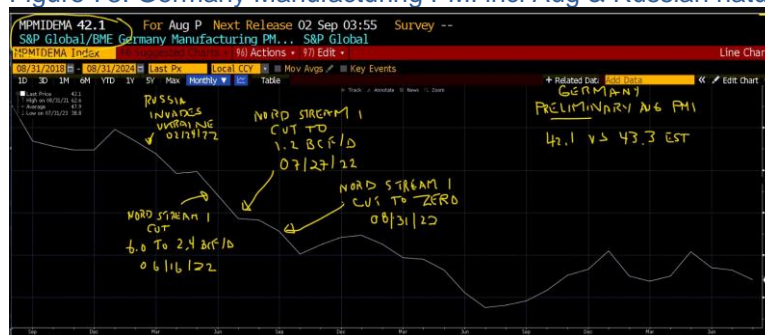 Figure 73: Germany Manufacturing PMI incl Aug & Russian natu
MPMIDEMA 42.1 For Aug P Next Release 02 Sep 03:55 Survey --
S&P Global/BME Germany Manufacturing PM... S&P Global
MPMIDEMA Index 96) Actions 97) Edit Line Char
08/31/2018 - 08/31/2024 Last Px Local CCY Mov Avgs Key Events
1D 3D 1M 6M YTD 1Y 5Y Max Monthly Table + Related Data Add Data « Edit Chart
Track Annotate News Zoom
Last Price 42.1
High on 08/31/21 62.6
Average 47.9
Low on 07/31/23 38.8
RUSSIA
INVADES
UKRAINE
02/24/22
NORD STREAM 1
CUT TO
1.2 BCF/D
07/27/22
GERMANY
PRELIMINARY AUG PMI
42.1 VS 43.3 EST
NORD STREAM 1
CUT TO ZERO
08/31/22
NORD STREAM 1
CUT
6.0 TO 2.4 BCF/D
06/16/22
Sep Dec Mar Jun Sep Dec Mar Jun Sep Dec Mar Jun